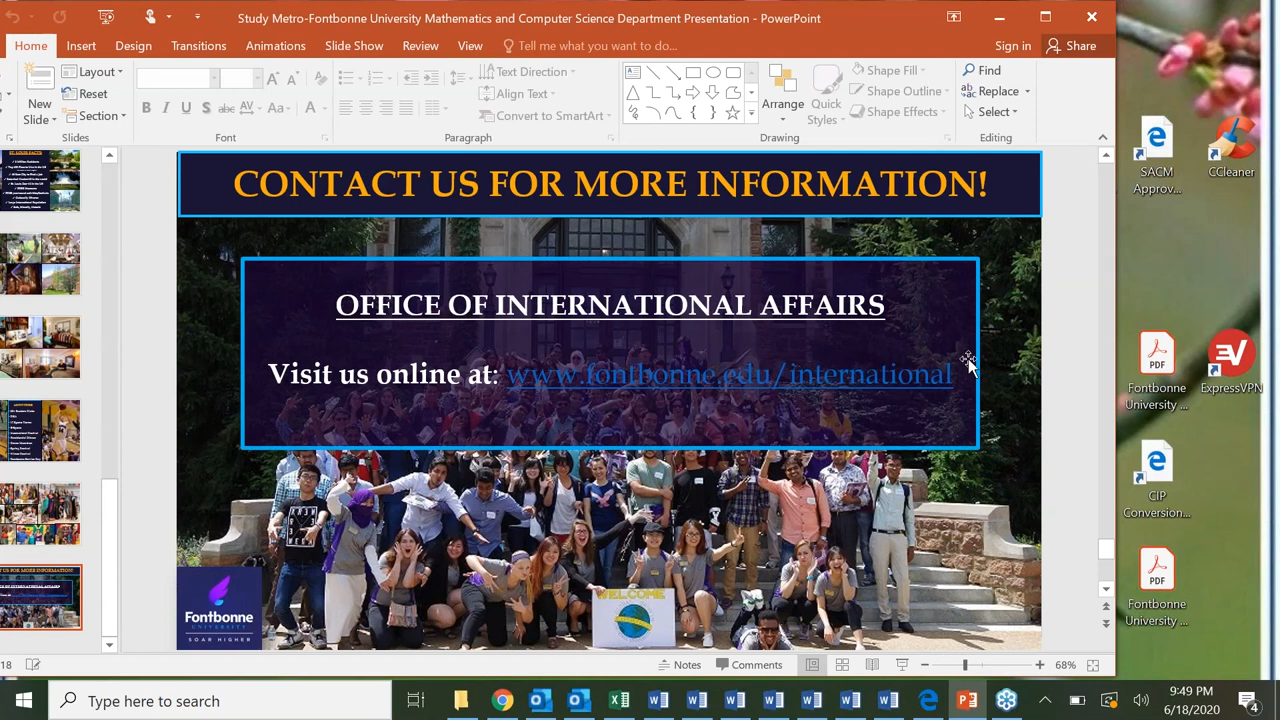 Study Metro-Fontbonne University Mathematics and Computer Science Department Presentation - PowerPoint
Home Insert Design Transitions Animations Slide Show Review View Tell me what you want to do... Sign in Share
New Slide
Layout
Reset
Section
Slides
B I U S abc AV Aa A
Font
Text Direction
Align Text
Convert to SmartArt
Paragraph
Arrange
Quick Styles
Shape Fill
Shape Outline
Shape Effects
Drawing
Find
Replace
Select
Editing
CONTACT US FOR MORE INFORMATION!
OFFICE OF INTERNATIONAL AFFAIRS
Visit us online at: www.fontbonne.edu/international
WELCOME
Fontbonne
UNIVERSITY
SOAR HIGHER
18
Notes Comments 68%
SACM Approv...
CCleaner
Fontbonne University ...
ExpressVPN
CIP Conversion...
Fontbonne University ...
Type here to search
9:49 PM
6/18/2020
4